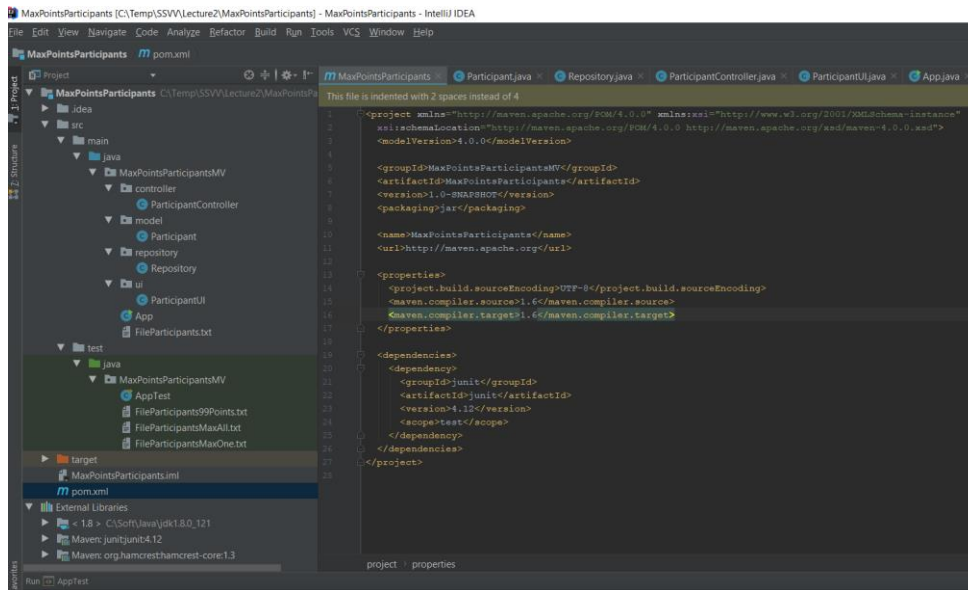 MaxPointsParticipants [C:\Temp\SSVV\Lecture2\MaxPointsParticipants] - MaxPointsParticipants - IntelliJ IDEA
File Edit View Navigate Code Analyze Refactor Build Run Tools VCS Window Help
MaxPointsParticipants pom.xml
Project
MaxPointsParticipants Participant.java Repository.java ParticipantController.java ParticipantUI.java App.java
1: Project
2: Structure
MaxPointsParticipants C:\Temp\SSVV\Lecture2\MaxPointsPa
.idea
src
main
java
MaxPointsParticipantsMV
controller
ParticipantController
model
Participant
repository
Repository
ui
ParticipantUI
App
FileParticipants.txt
test
java
MaxPointsParticipantsMV
AppTest
FileParticipants99Points.txt
FileParticipantsMaxAll.txt
FileParticipantsMaxOne.txt
target
MaxPointsParticipants.iml
pom.xml
External Libraries
< 1.8 > C:\Soft\Java\jdk1.8.0_121
Maven: junit:junit:4.12
Maven: org.hamcrest:hamcrest-core:1.3
This file is indented with 2 spaces instead of 4
<project xmlns="http://maven.apache.org/POM/4.0.0" xmlns:xsi="http://www.w3.org/2001/XMLSchema-instance"
xsi:schemaLocation="http://maven.apache.org/POM/4.0.0 http://maven.apache.org/xsd/maven-4.0.0.xsd">
<modelVersion>4.0.0</modelVersion>
<groupId>MaxPointsParticipantsMV</groupId>
<artifactId>MaxPointsParticipants</artifactId>
<version>1.0-SNAPSHOT</version>
<packaging>jar</packaging>
<name>MaxPointsParticipants</name>
<url>http://maven.apache.org</url>
<properties>
<project.build.sourceEncoding>UTF-8</project.build.sourceEncoding>
<maven.compiler.source>1.6</maven.compiler.source>
<maven.compiler.target>1.6</maven.compiler.target>
</properties>
<dependencies>
<dependency>
<groupId>junit</groupId>
<artifactId>junit</artifactId>
<version>4.12</version>
<scope>test</scope>
</dependency>
</dependencies>
</project>
project properties
Run AppTest